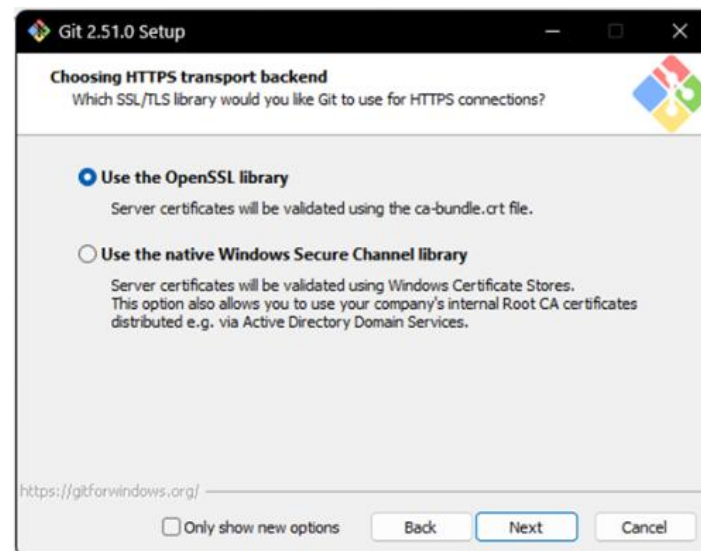 Git 2.51.0 Setup
Choosing HTTPS transport backend
Which SSL/TLS library would you like Git to use for HTTPS connections?
Use the OpenSSL library
Server certificates will be validated using the ca-bundle.crt file.
Use the native Windows Secure Channel library
Server certificates will be validated using Windows Certificate Stores.
This option also allows you to use your company's internal Root CA certificates
distributed e.g. via Active Directory Domain Services.
https://gitforwindows.org/
Only show new options Back Next Cancel